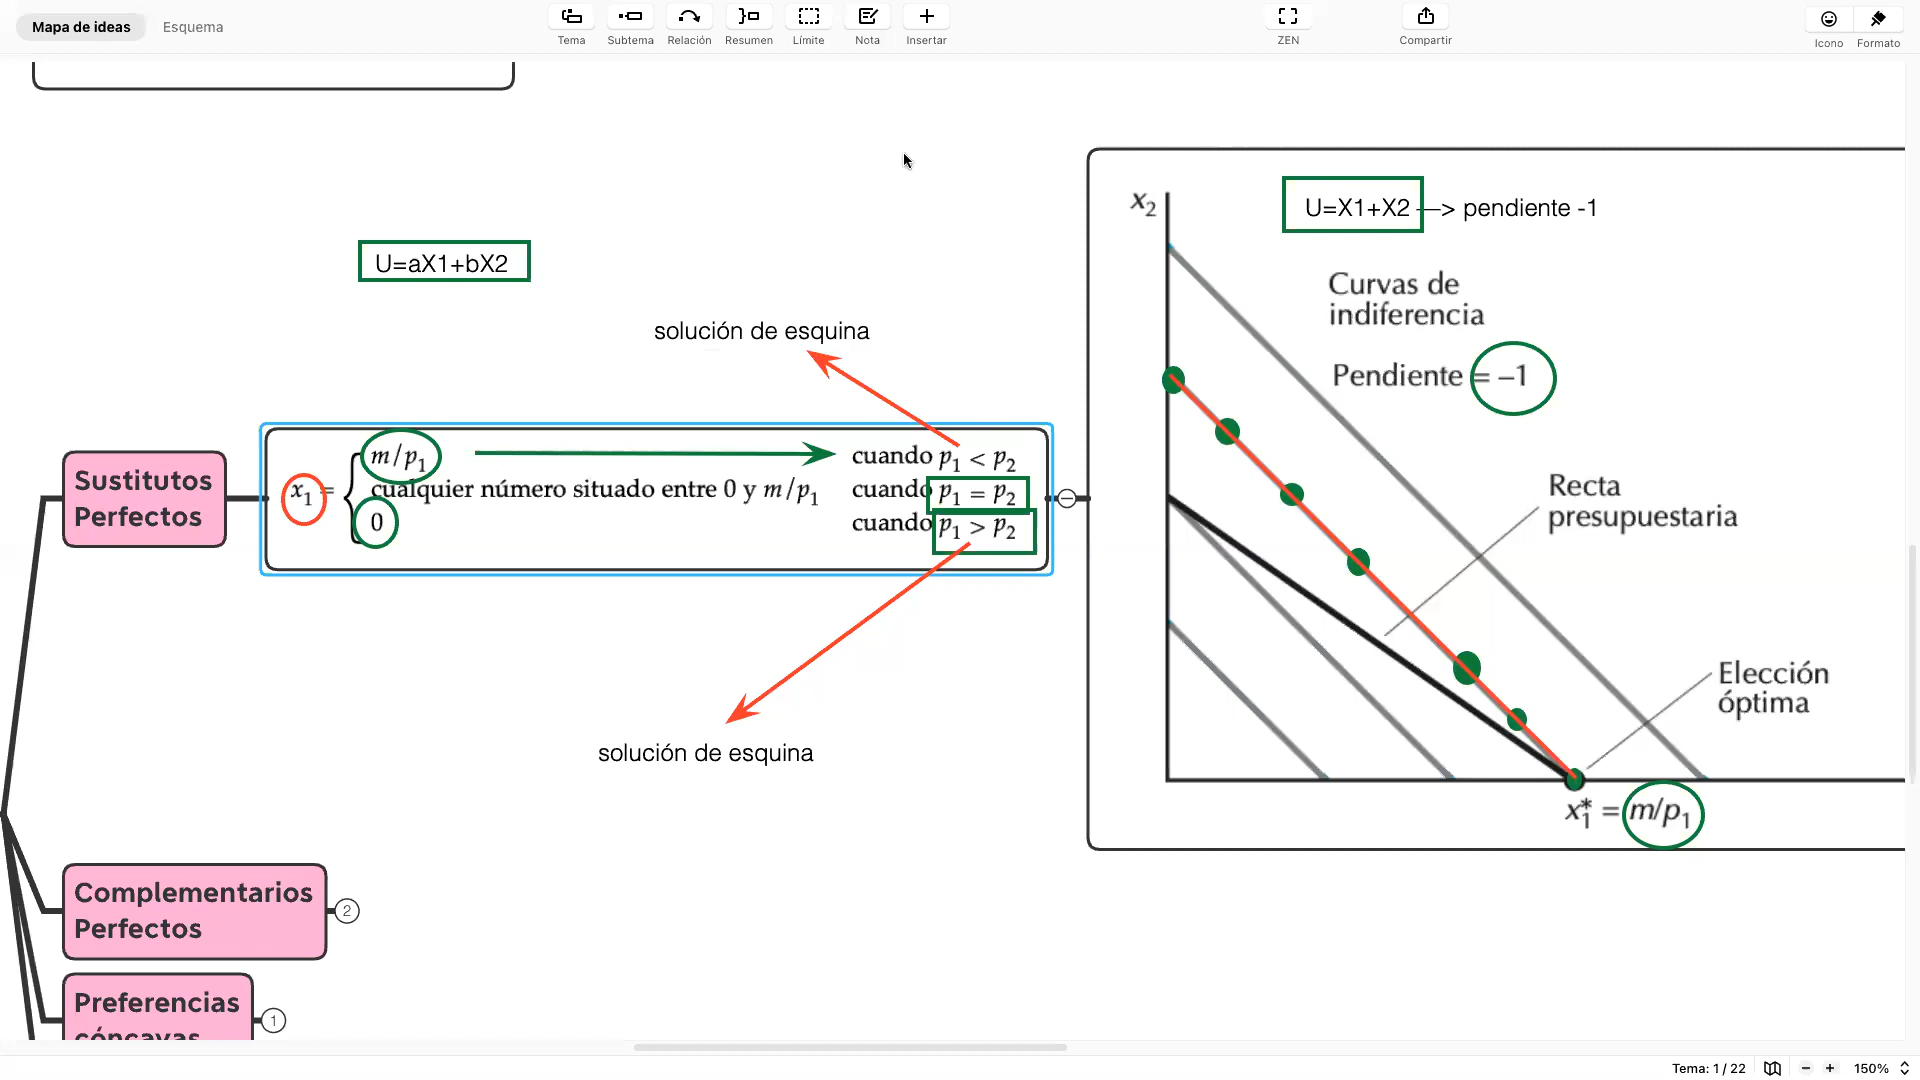 Mapa de ideas
Esquema
Tema
Subtema
Relación
Resumen
Límite
Nota
Insertar
ZEN
Compartir
Icono
Formato
U=aX1+bX2
solución de esquina
Sustitutos
Perfectos
x₁ =
m/p₁ cuando p₁ < p₂
cualquier número situado entre 0 y m/p₁ cuando p₁ = p₂
0 cuando p₁ > p₂
solución de esquina
Complementarios
Perfectos
2
Preferencias
cóncavas
1
x₂
U=X1+X2 —> pendiente -1
Curvas de
indiferencia
Pendiente = –1
Recta
presupuestaria
Elección
óptima
x₁* = m/p₁
Tema: 1 / 22
150%